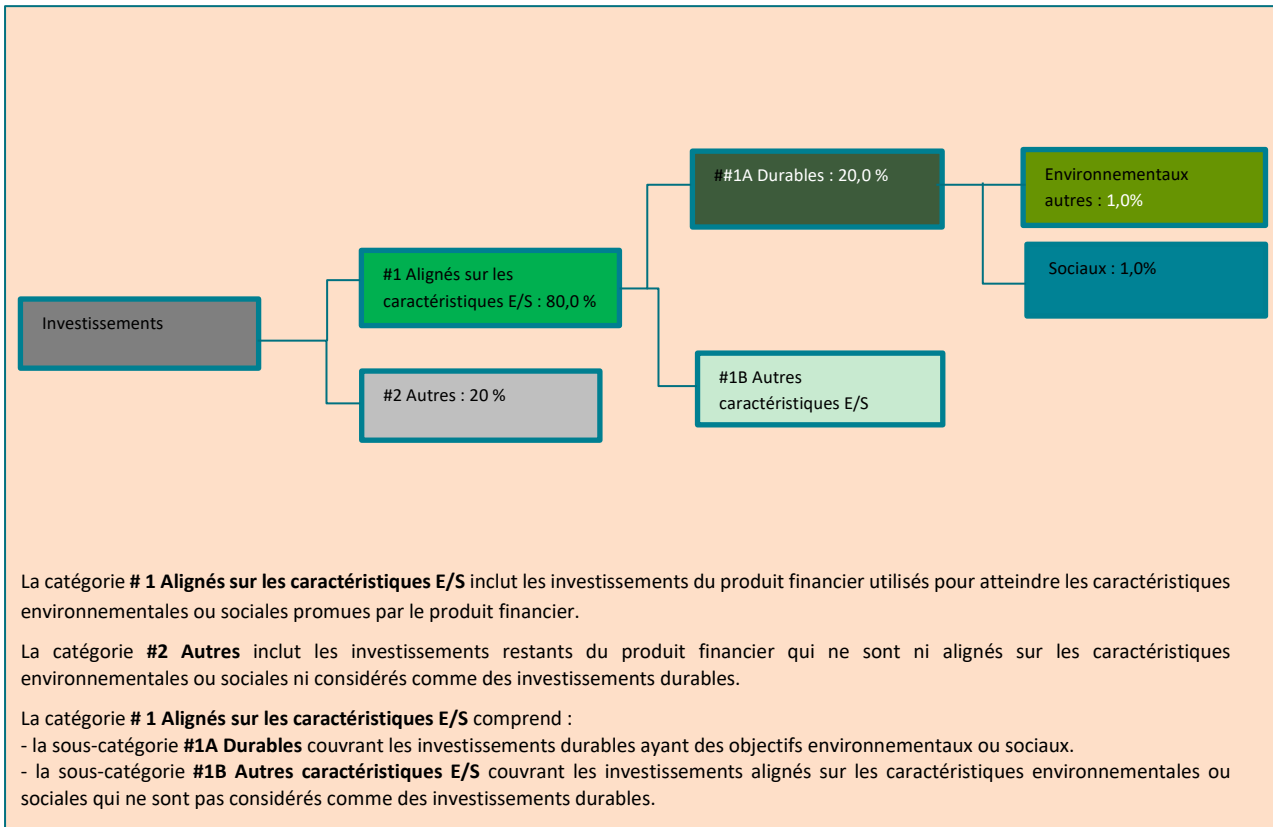 ##1A Durables : 20,0 %
Environnementaux
autres : 1,0%
Sociaux : 1,0%
#1 Alignés sur les
caractéristiques E/S : 80,0 %
Investissements
#1B Autres
caractéristiques E/S
#2 Autres : 20 %
La catégorie # 1 Alignés sur les caractéristiques E/S inclut les investissements du produit financier utilisés pour atteindre les caractéristiques
environnementales ou sociales promues par le produit financier.
La catégorie #2 Autres inclut les investissements restants du produit financier qui ne sont ni alignés sur les caractéristiques
environnementales ou sociales ni considérés comme des investissements durables.
La catégorie # 1 Alignés sur les caractéristiques E/S comprend :
- la sous-catégorie #1A Durables couvrant les investissements durables ayant des objectifs environnementaux ou sociaux.
- la sous-catégorie #1B Autres caractéristiques E/S couvrant les investissements alignés sur les caractéristiques environnementales ou
sociales qui ne sont pas considérés comme des investissements durables.